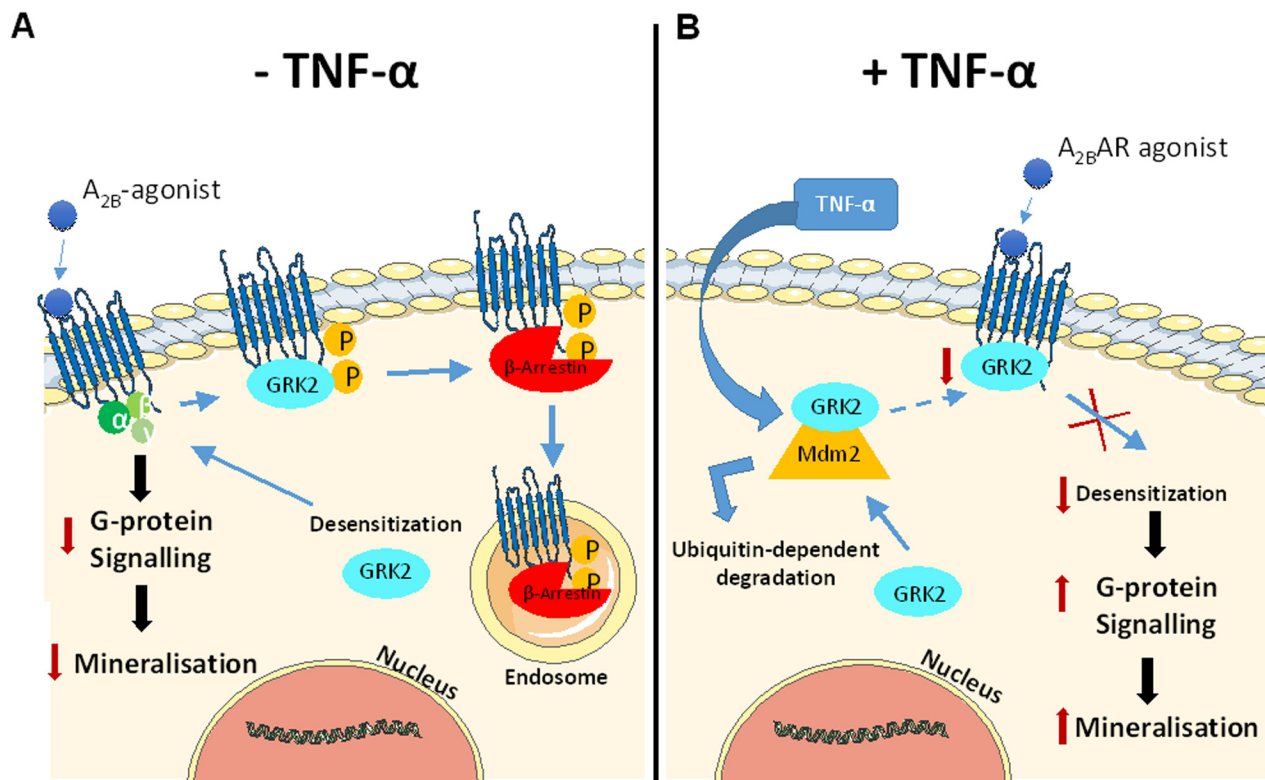 A
- TNF-α
A2B-agonist
P
P
GRK2
P
P
β-Arrestin
α
β
γ
G-protein
Signalling
Mineralisation
Desensitization
GRK2
P
P
β-Arrestin
Endosome
Nucleus
B
+ TNF-α
A2BAR agonist
TNF-α
GRK2
GRK2
Mdm2
Ubiquitin-dependent
degradation
GRK2
Desensitization
G-protein
Signalling
Mineralisation
Nucleus